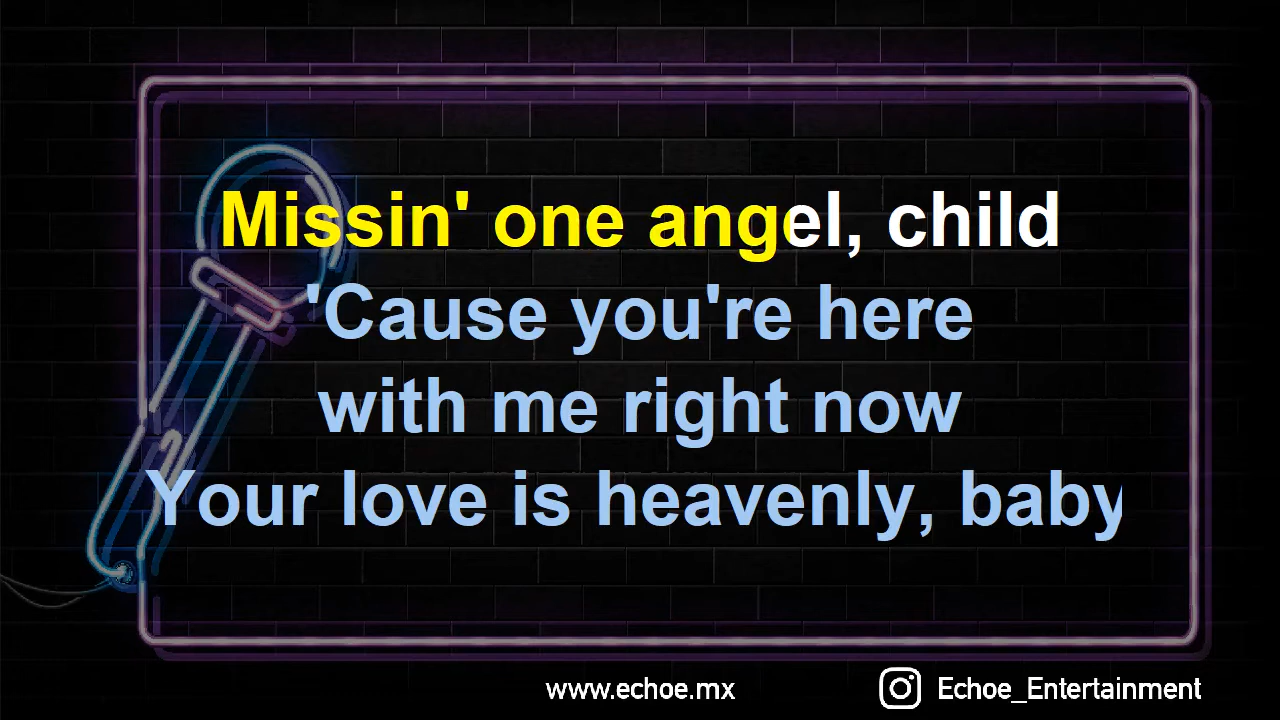 Missin' one angel, child
'Cause you're here
with me right now
Your love is heavenly, baby
www.echoe.mx
Echoe_Entertainment